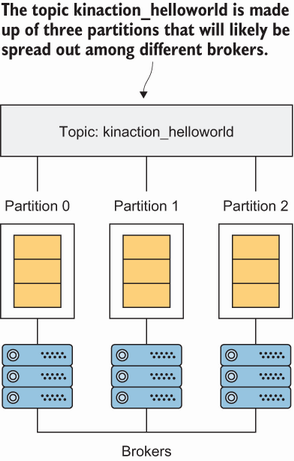 The topic kinaction_helloworld is made
up of three partitions that will likely be
spread out among different brokers.
Topic: kinaction_helloworld
Partition 0
Partition 1
Partition 2
Brokers